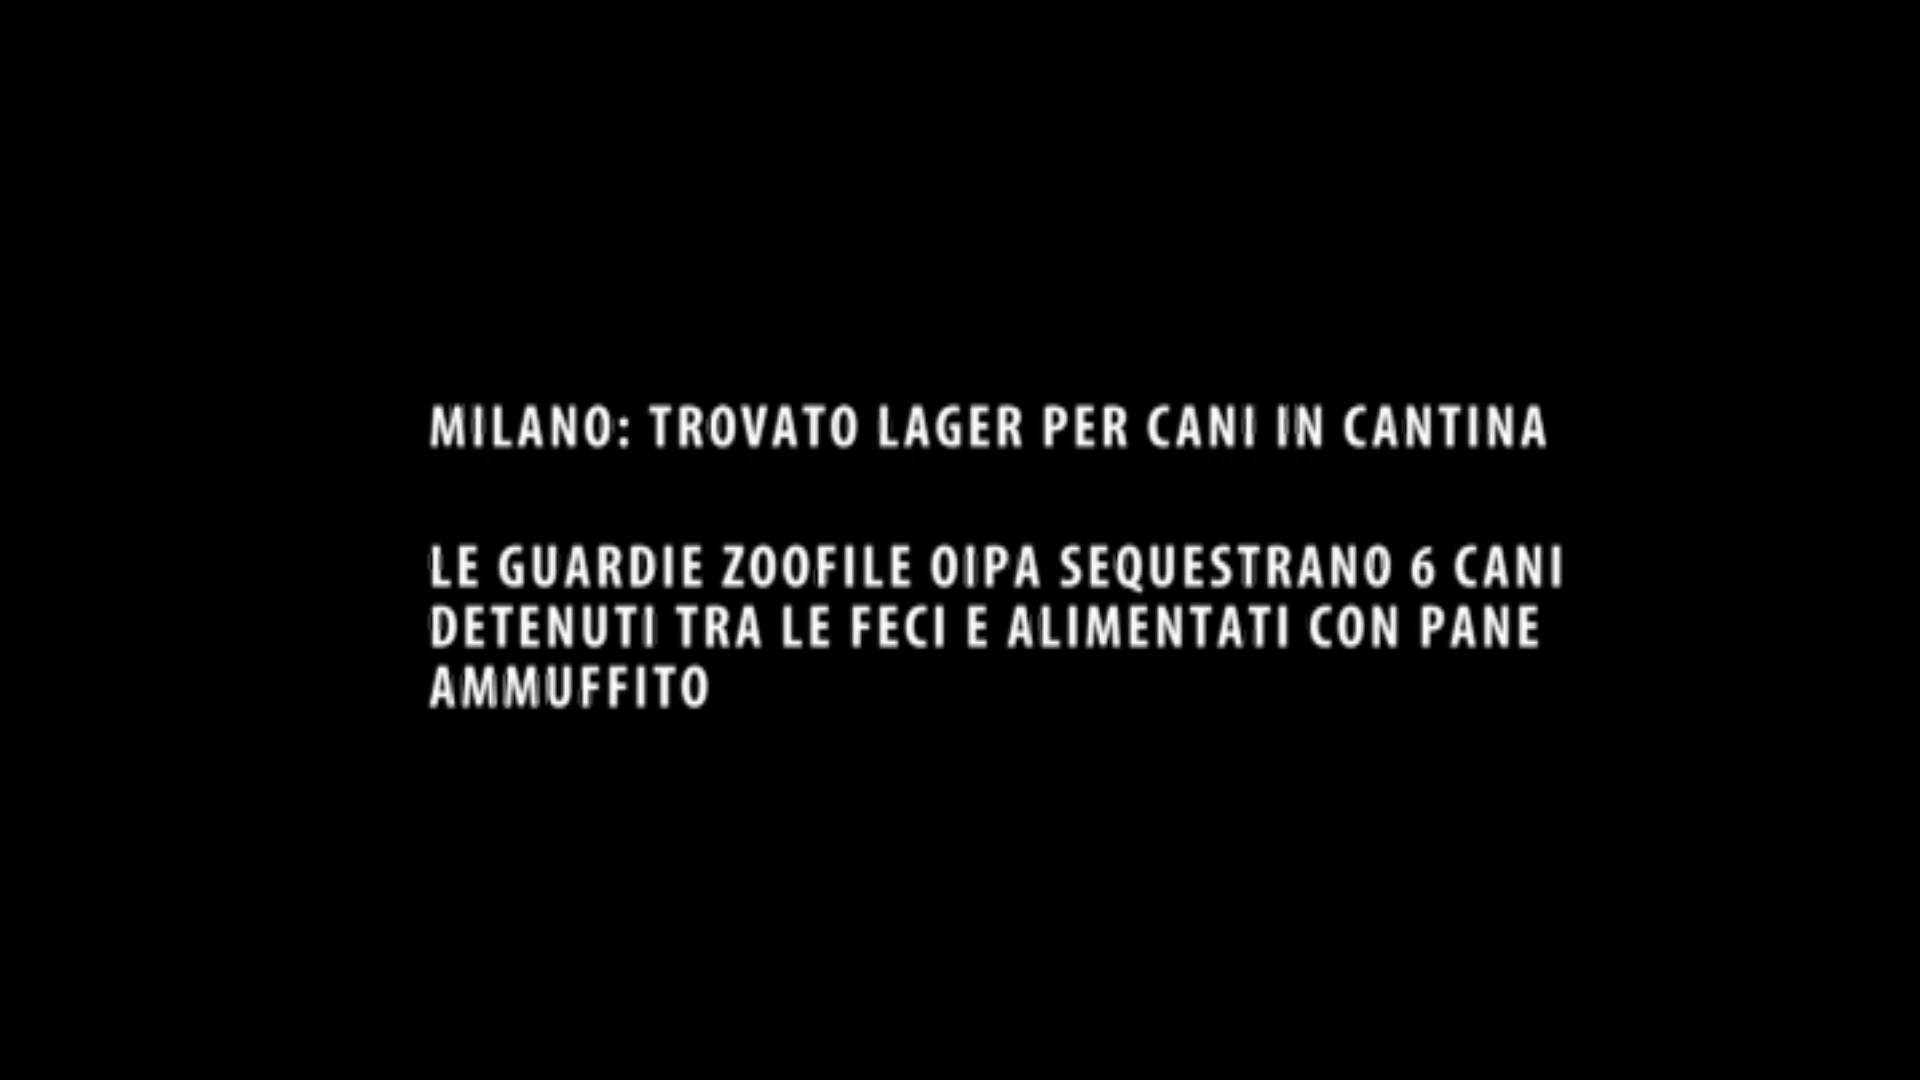 MILANO: TROVATO LAGER PER CANI IN CANTINA
LE GUARDIE ZOOFILE OIPA SEQUESTRANO 6 CANI
DETENUTI TRA LE FECI E ALIMENTATI CON PANE
AMMUFFITO